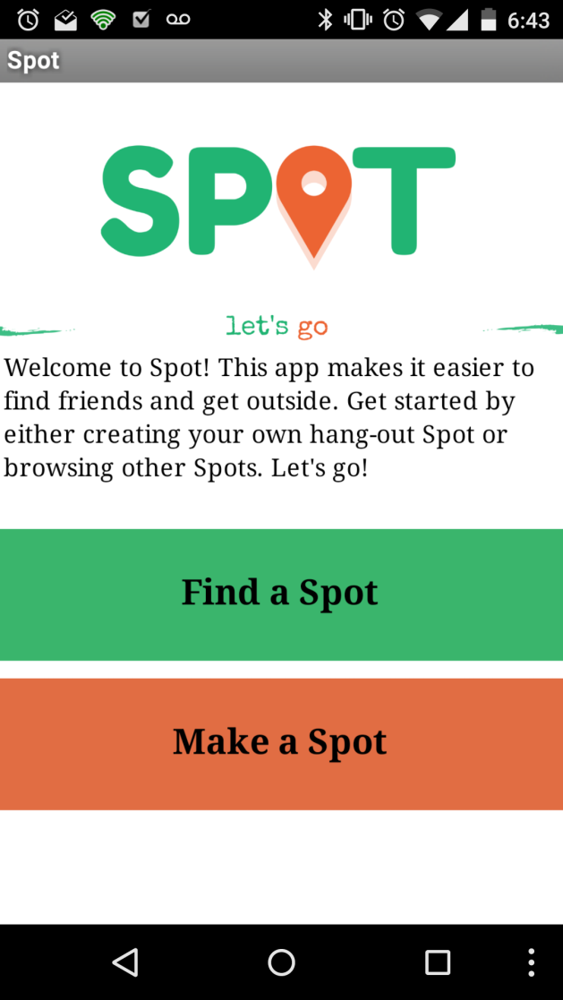 6:43
Spot
SPOT
let's go
Welcome to Spot! This app makes it easier to
find friends and get outside. Get started by
either creating your own hang-out Spot or
browsing other Spots. Let's go!
Find a Spot
Make a Spot